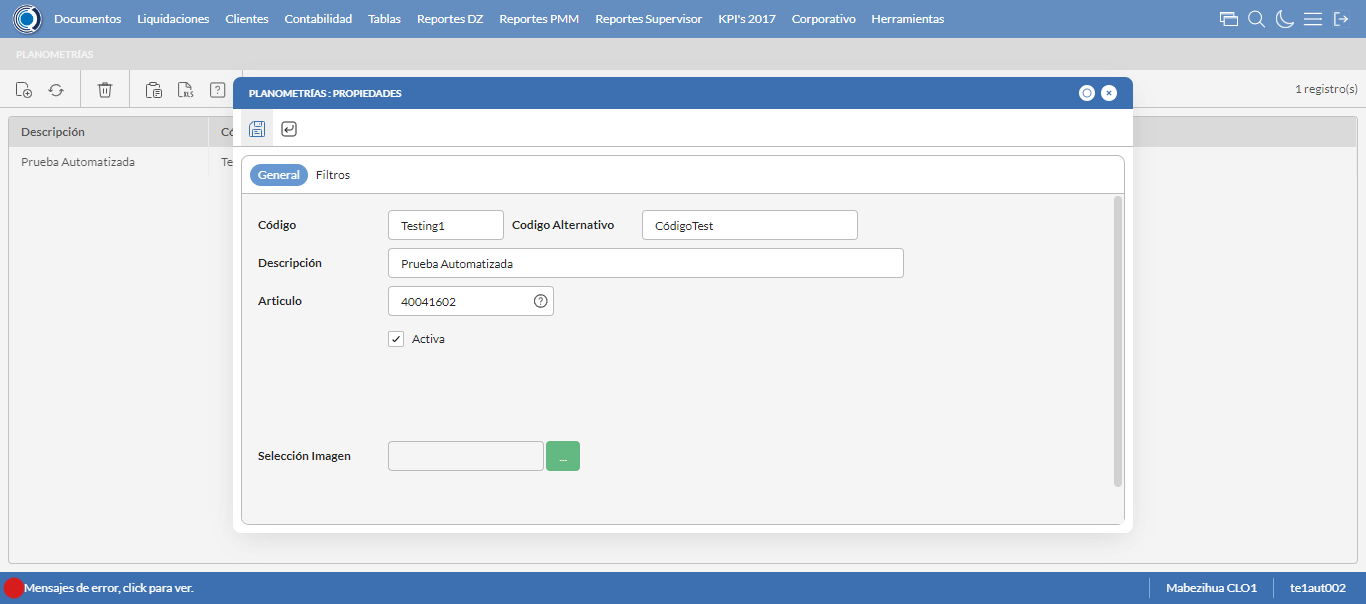 Documentos Liquidaciones Clientes Contabilidad Tablas Reportes DZ Reportes PMM Reportes Supervisor KPI's 2017 Corporativo Herramientas
PLANOMETRÍAS
XLS ? 1 registro(s)
PLANOMETRÍAS : PROPIEDADES
Descripción Có
Prueba Automatizada Te
General Filtros
Código Testing1 Codigo Alternativo CódigoTest
Descripción Prueba Automatizada
Articulo 40041602 ?
Activa
Selección Imagen ...
Mensajes de error, click para ver. Mabezihua CLO1 te1aut002